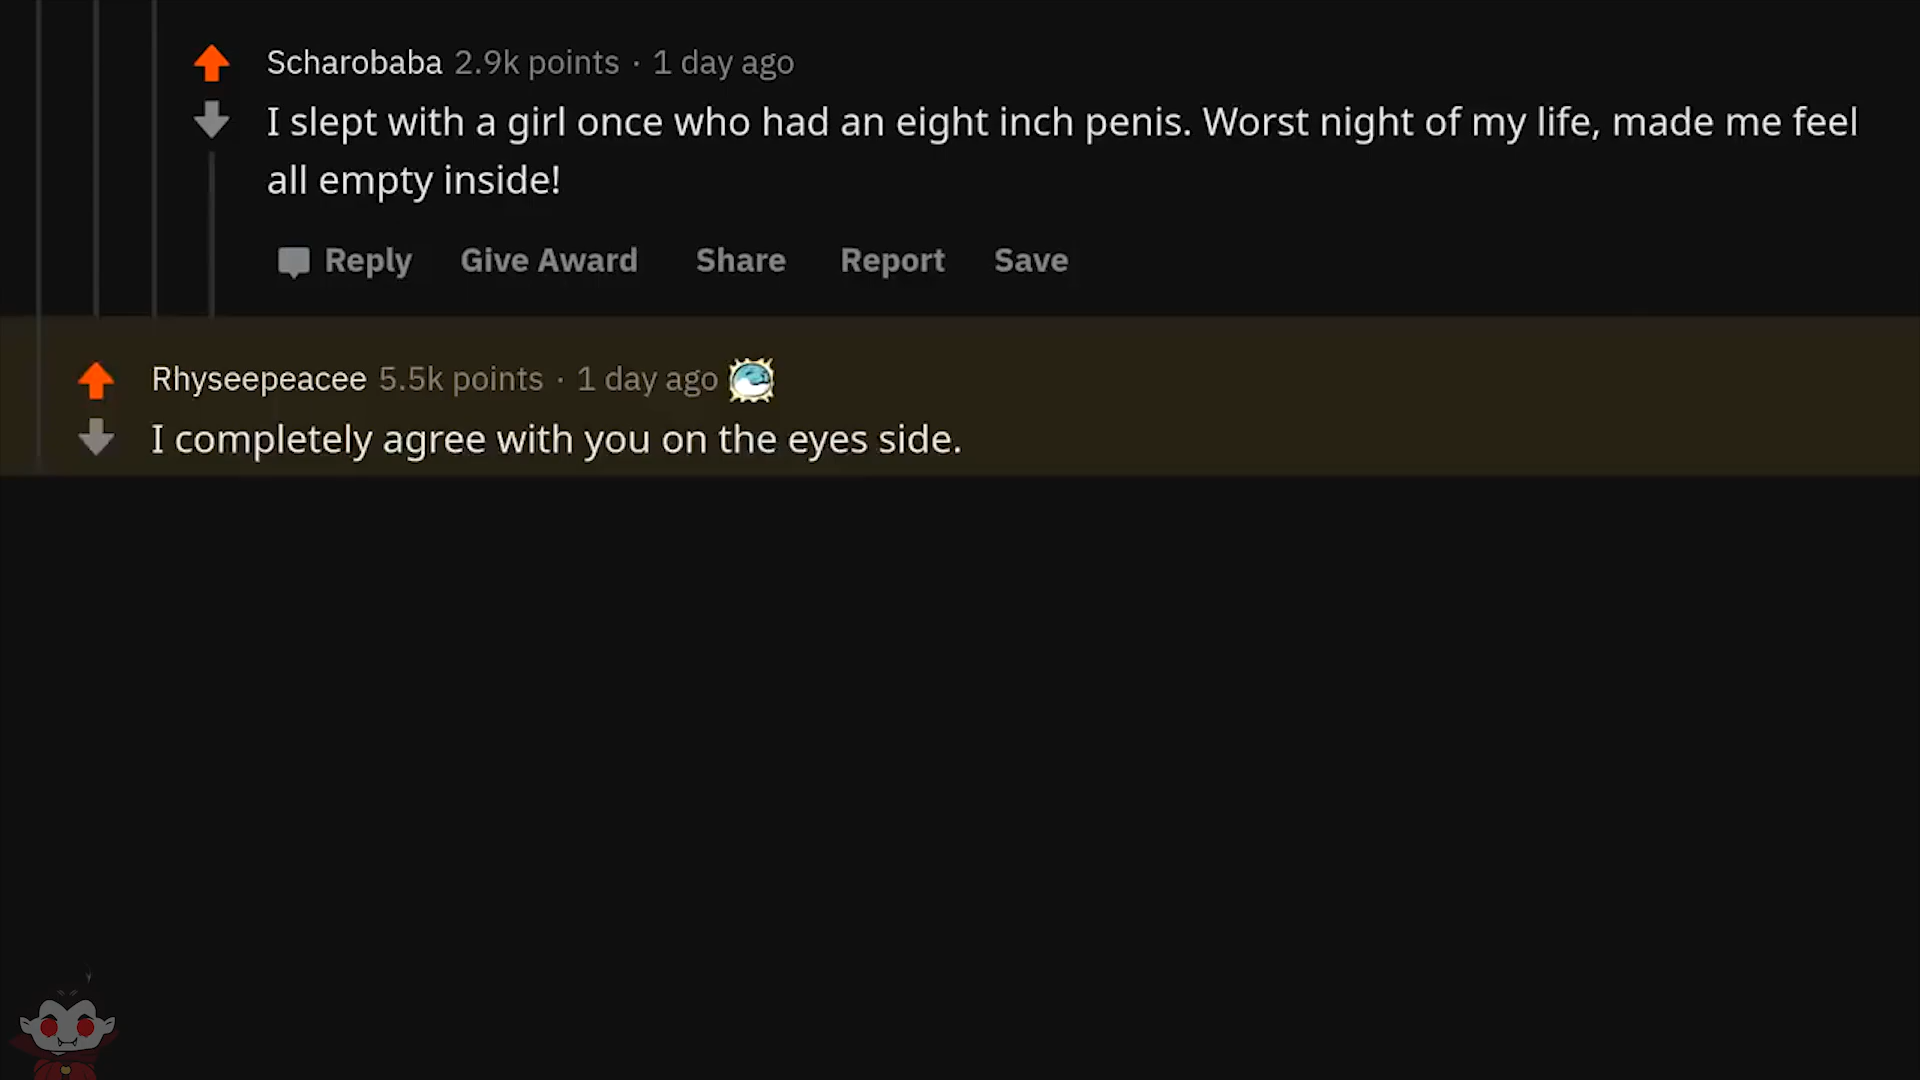 Scharobaba 2.9k points · 1 day ago
I slept with a girl once who had an eight inch penis. Worst night of my life, made me feel
all empty inside!
Reply Give Award Share Report Save
Rhyseepeacee 5.5k points · 1 day ago
I completely agree with you on the eyes side.